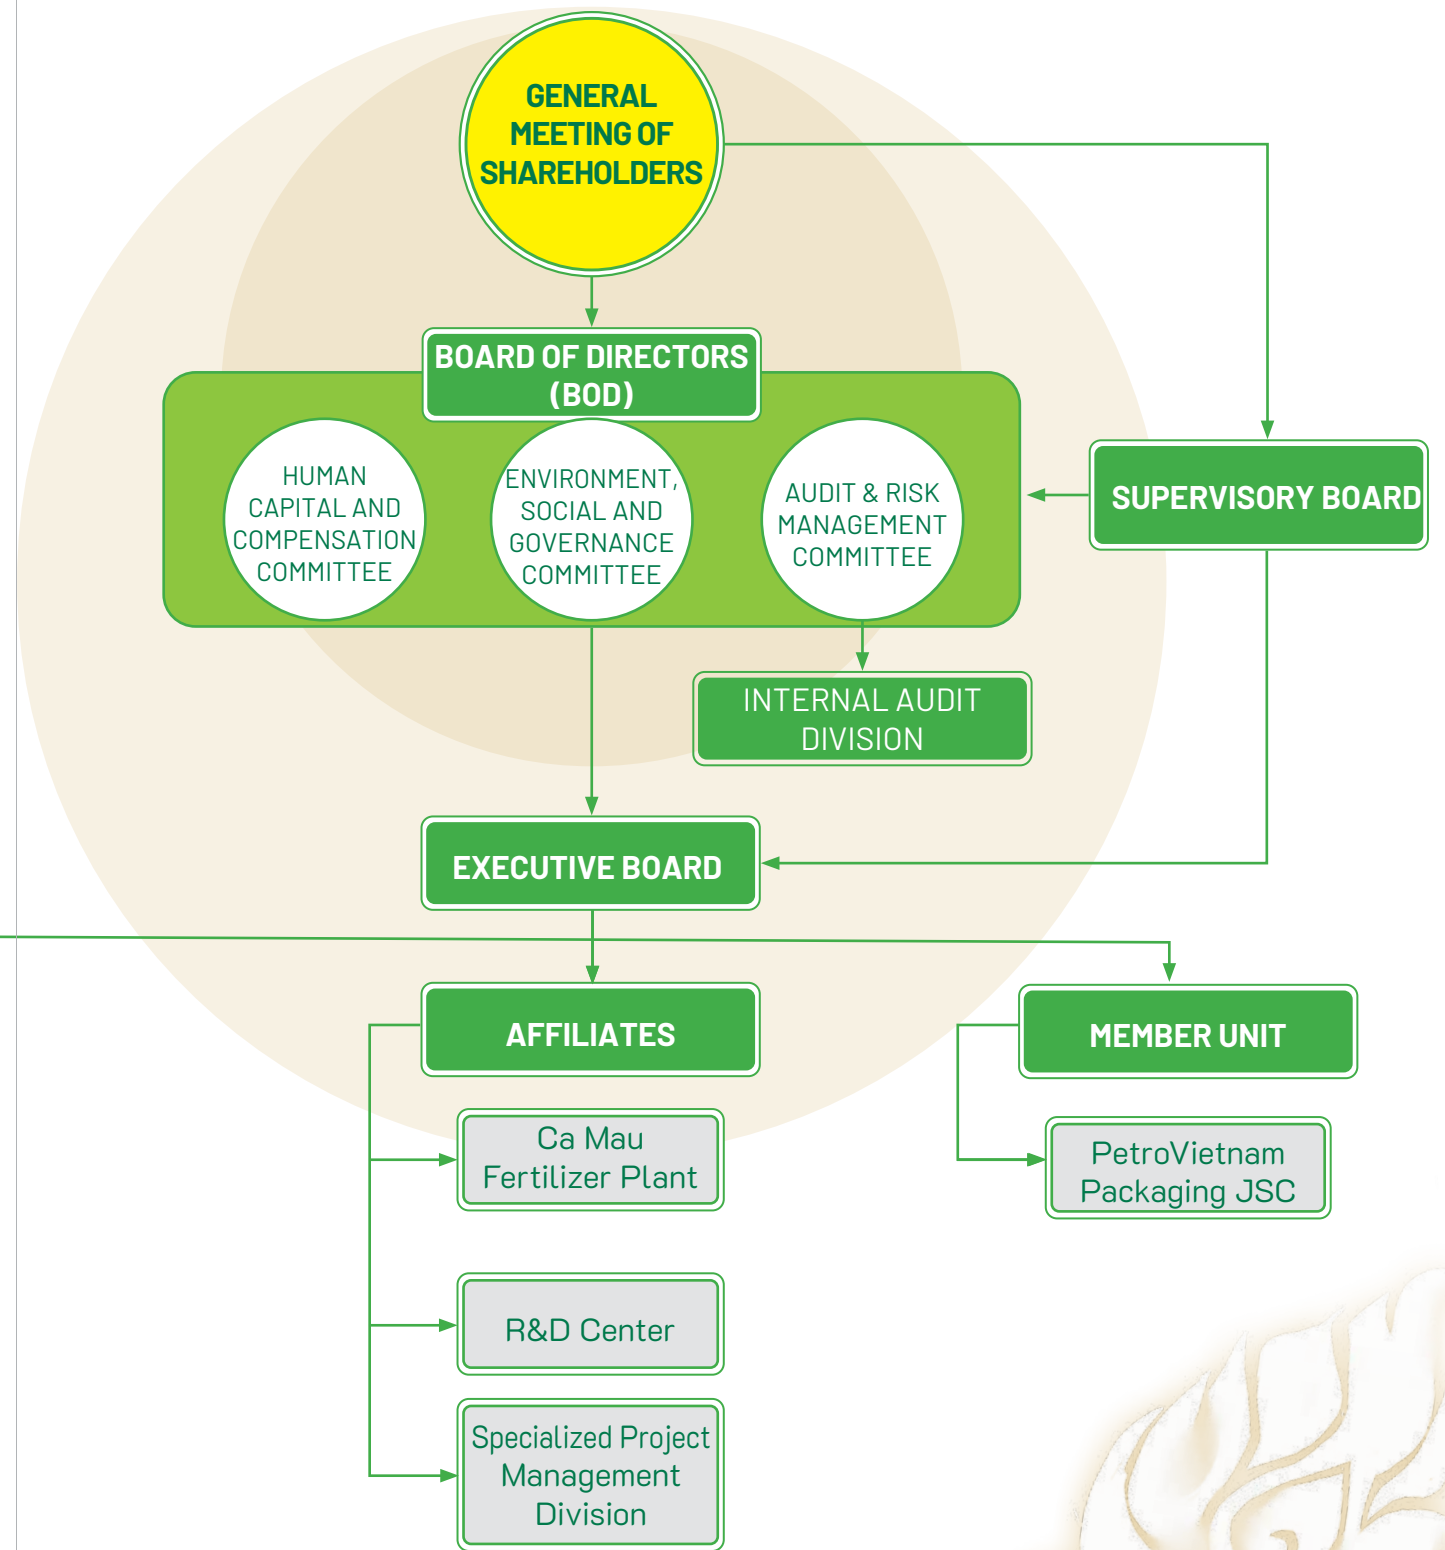 GENERAL
MEETING OF
SHAREHOLDERS
BOARD OF DIRECTORS
(BOD)
HUMAN
CAPITAL AND
COMPENSATION
COMMITTEE
ENVIRONMENT,
SOCIAL AND
GOVERNANCE
COMMITTEE
AUDIT & RISK
MANAGEMENT
COMMITTEE
SUPERVISORY BOARD
INTERNAL AUDIT
DIVISION
EXECUTIVE BOARD
AFFILIATES
MEMBER UNIT
Ca Mau
Fertilizer Plant
PetroVietnam
Packaging JSC
R&D Center
Specialized Project
Management
Division